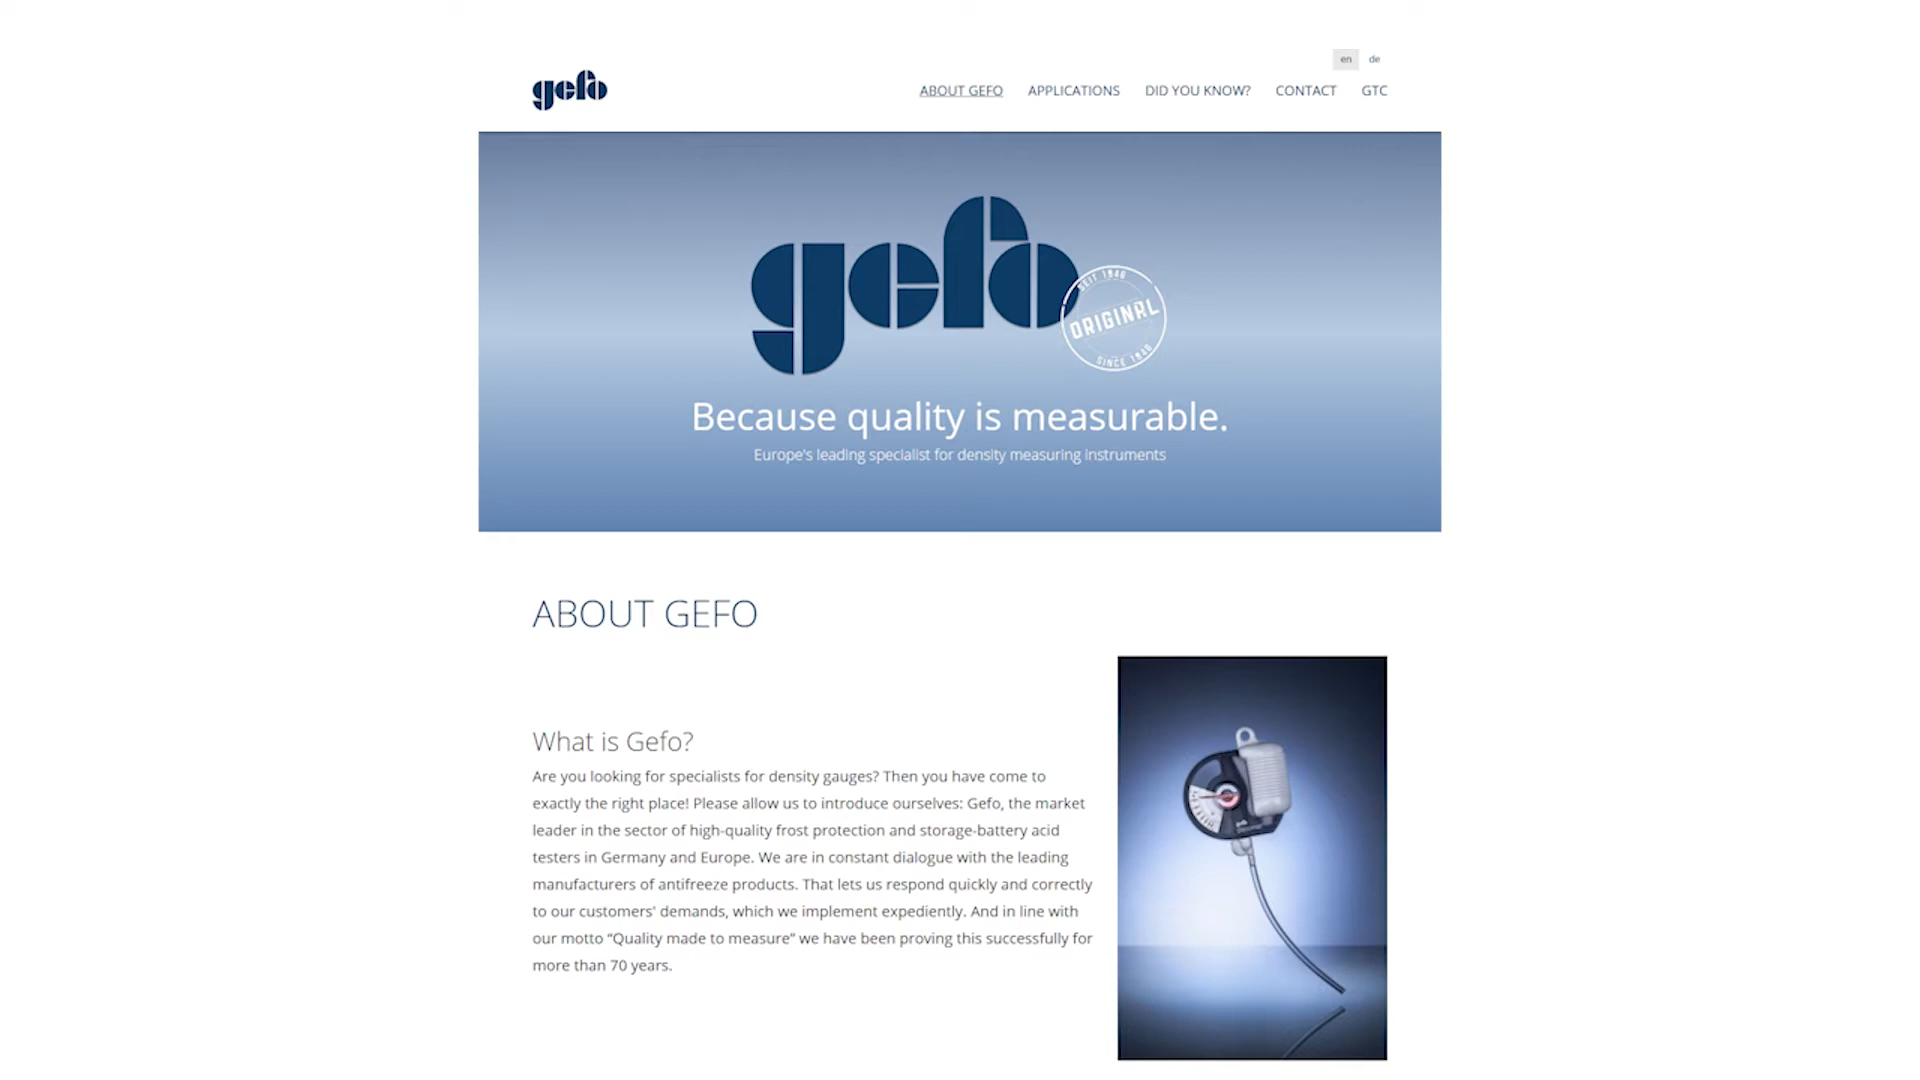 en de
gefo
ABOUT GEFO APPLICATIONS DID YOU KNOW? CONTACT GTC
gefo
SEIT 1940
ORIGINAL
SINCE 1940
Because quality is measurable.
Europe's leading specialist for density measuring instruments
ABOUT GEFO
What is Gefo?
Are you looking for specialists for density gauges? Then you have come to
exactly the right place! Please allow us to introduce ourselves: Gefo, the market
leader in the sector of high-quality frost protection and storage-battery acid
testers in Germany and Europe. We are in constant dialogue with the leading
manufacturers of antifreeze products. That lets us respond quickly and correctly
to our customers' demands, which we implement expediently. And in line with
our motto “Quality made to measure” we have been proving this successfully for
more than 70 years.